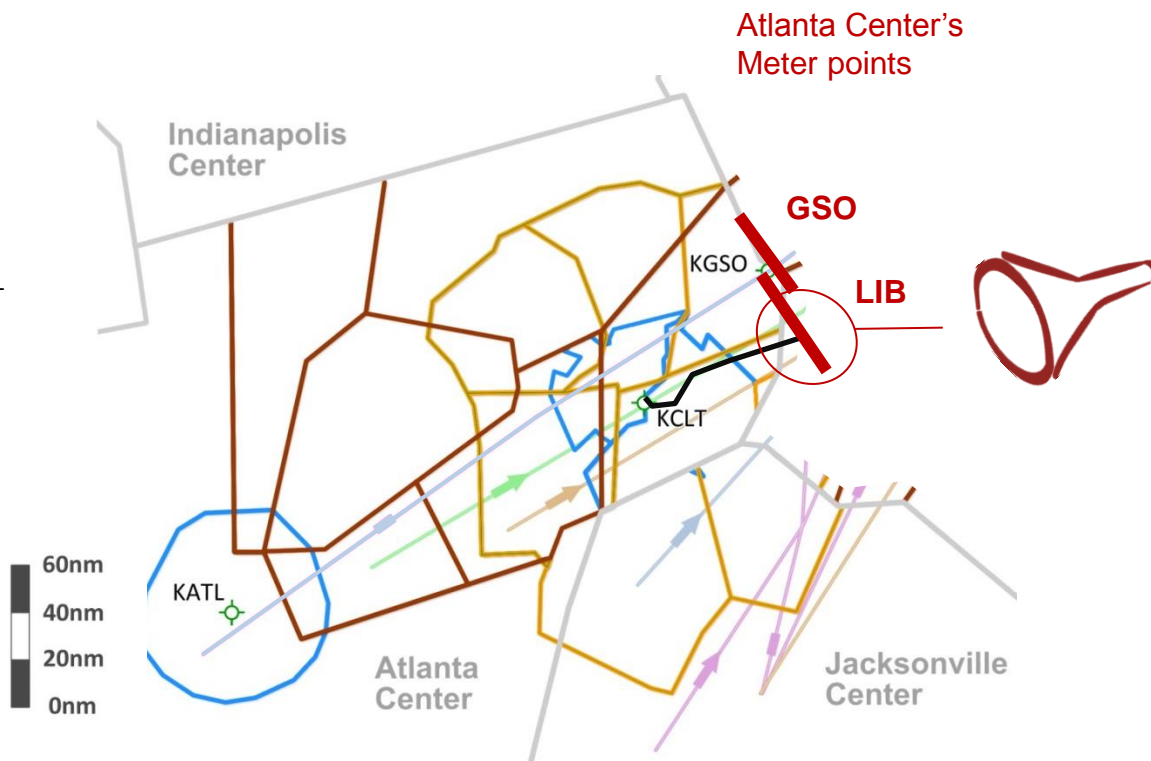 Atlanta Center’s
Meter points
Indianapolis
Center
GSO
KGSO
LIB
KCLT
60nm
40nm
20nm
0nm
KATL
Atlanta
Center
Jacksonville
Center